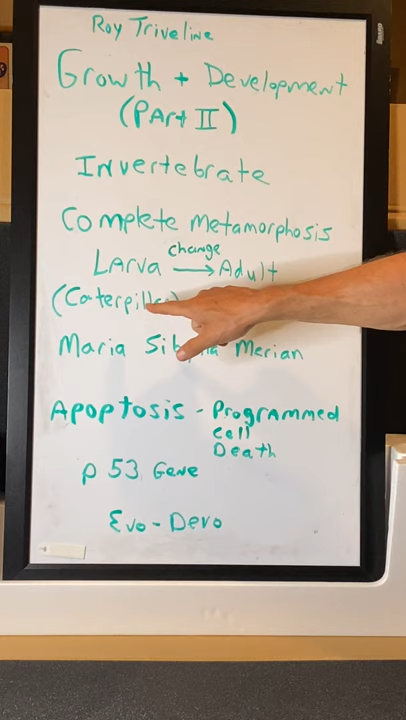 Roy Triveline
Growth + Development
(PArt II)
Invertebrate
Complete Metamorphosis
change
LArva → Adult
Maria Merian
Apoptosis - Programmed
Cell
Death
p 53 Gene
Evo - Devo